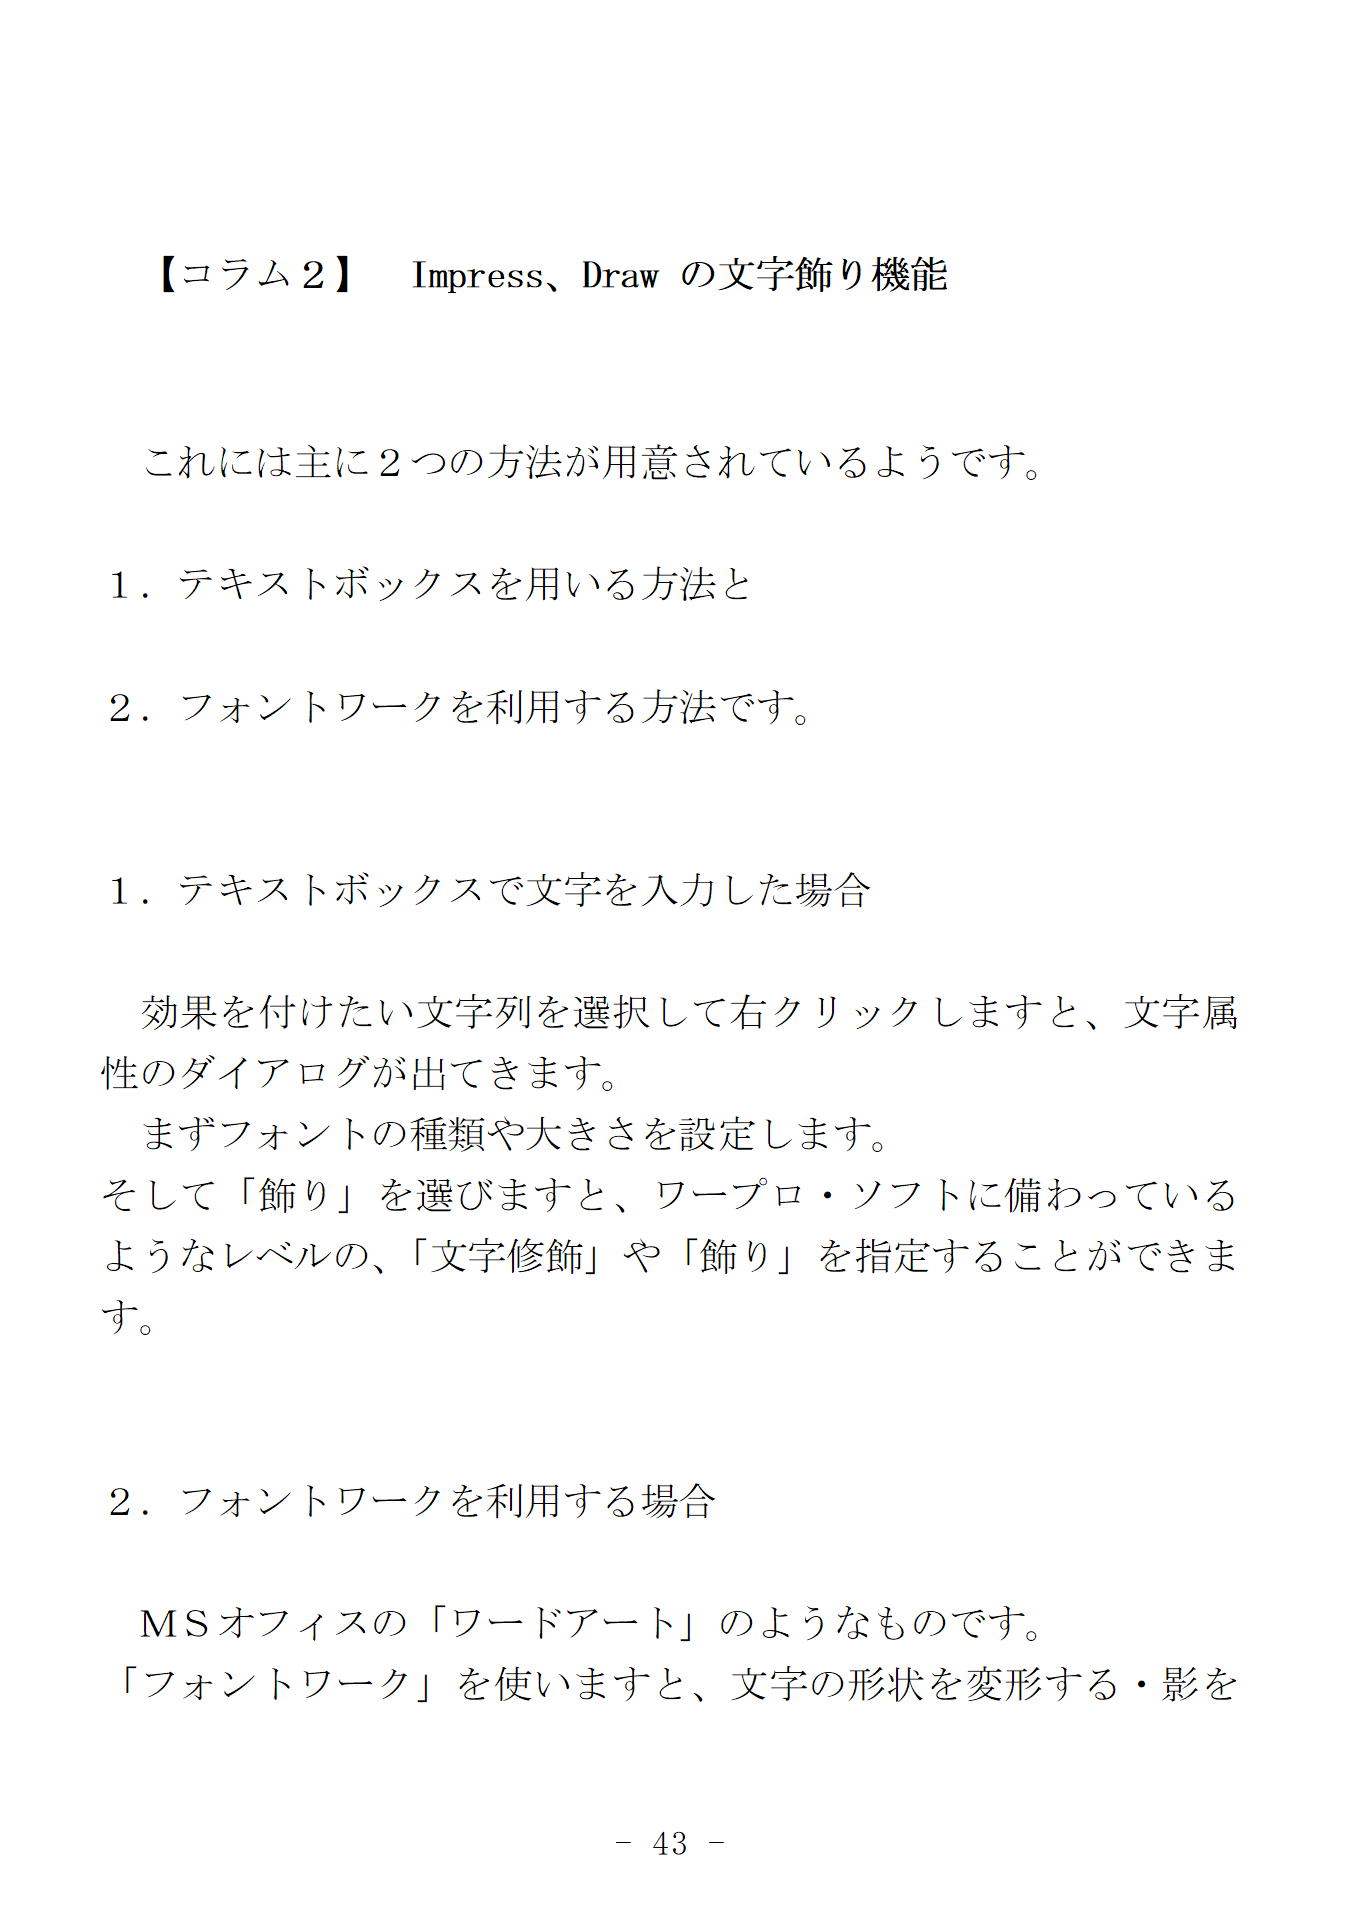 【コラム２】　Impress、Draw の文字飾り機能
これには主に２つの方法が用意されているようです。
１．テキストボックスを用いる方法と
２．フォントワークを利用する方法です。
１．テキストボックスで文字を入力した場合
効果を付けたい文字列を選択して右クリックしますと、文字属
性のダイアログが出てきます。
まずフォントの種類や大きさを設定します。
そして「飾り」を選びますと、ワープロ・ソフトに備わっている
ようなレベルの、「文字修飾」や「飾り」を指定することができま
す。
２．フォントワークを利用する場合
ＭＳオフィスの「ワードアート」のようなものです。
「フォントワーク」を使いますと、文字の形状を変形する・影を
- 43 -